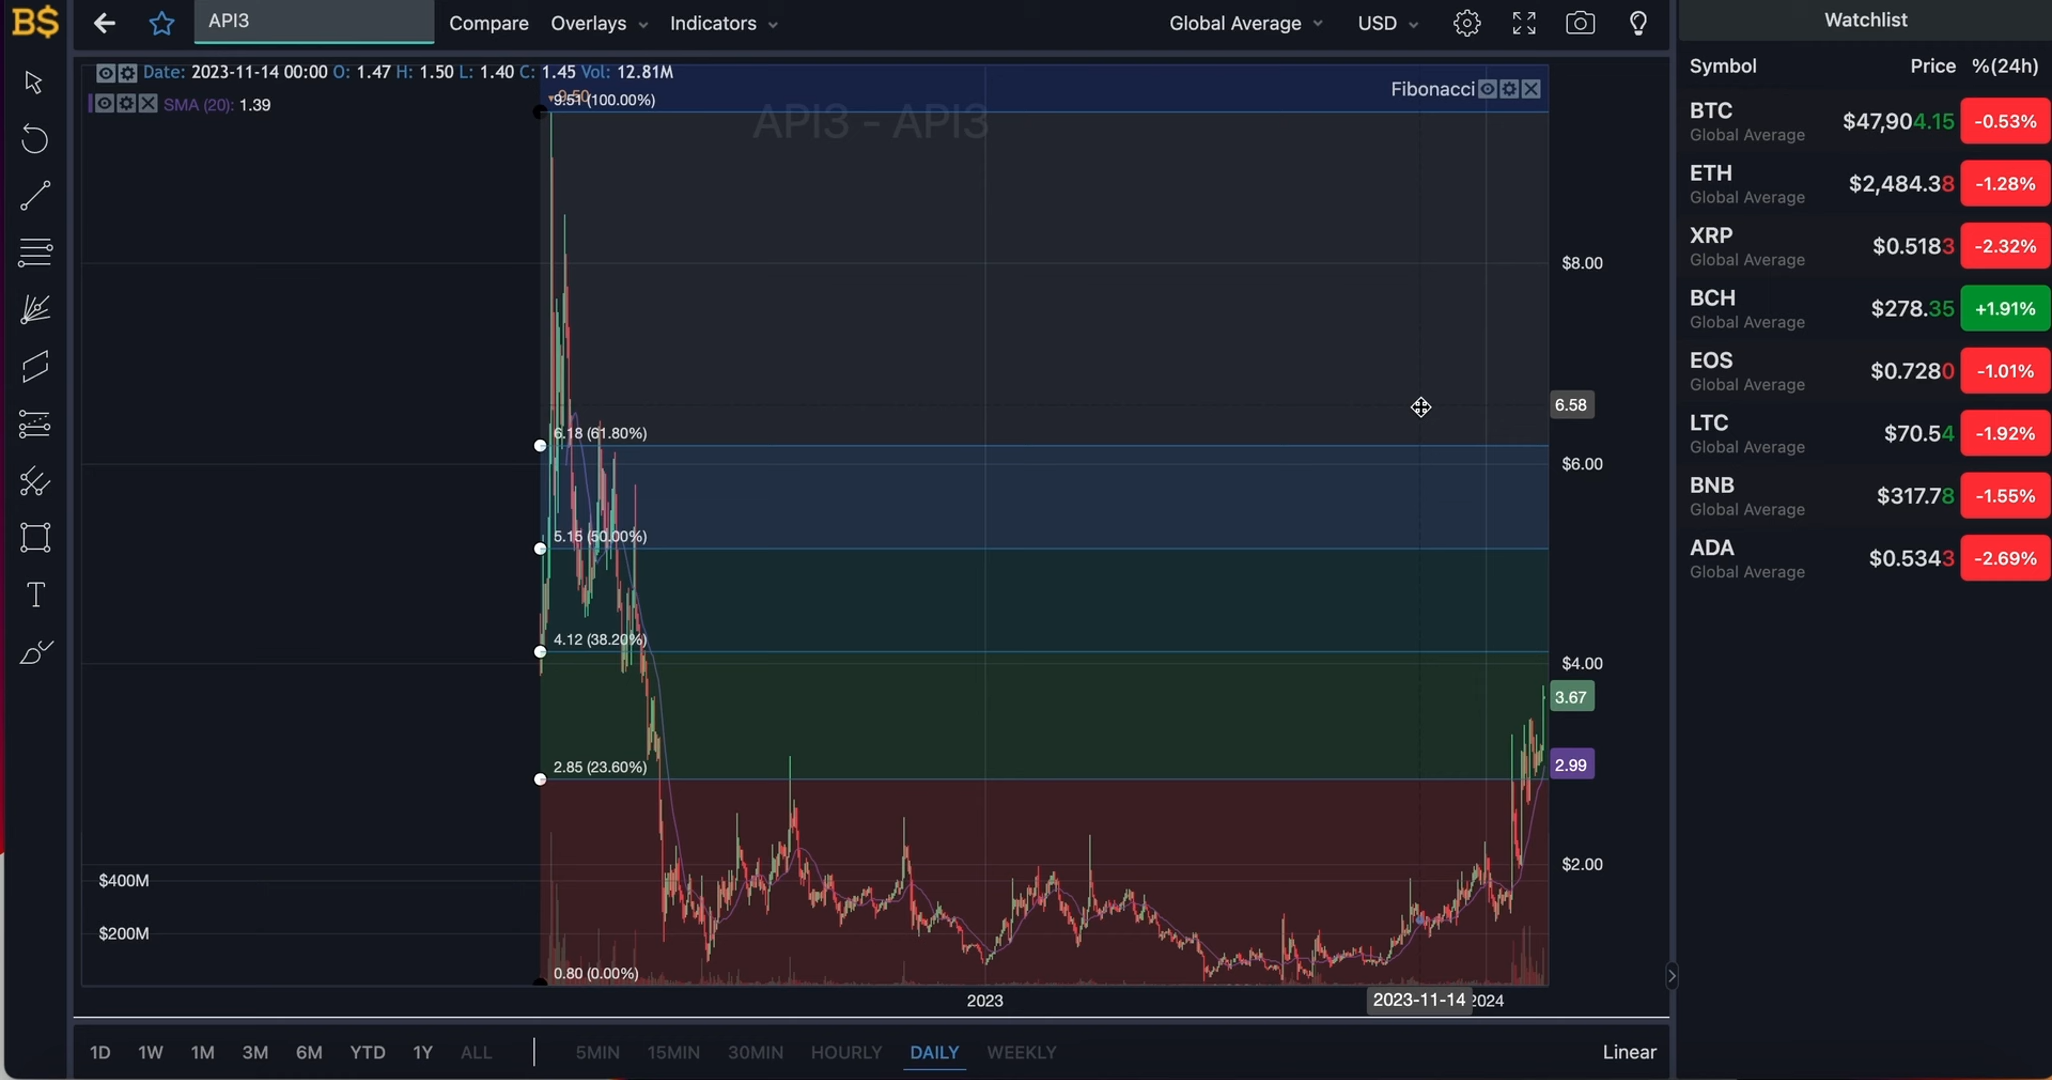 B$
API3
Compare
Overlays
Indicators
Global Average
USD
Watchlist
Date: 2023-11-14 00:00 O: 1.47 H: 1.50 L: 1.40 C: 1.45 Vol: 12.81M
SMA (20): 1.39
9.50
9.51 (100.00%)
API3 - API3
Fibonacci
$8.00
6.58
6.18 (61.80%)
$6.00
5.15 (50.00%)
4.12 (38.20%)
$4.00
3.67
2.99
2.85 (23.60%)
$2.00
$400M
$200M
0.80 (0.00%)
2023
2023-11-14
2024
1D 1W 1M 3M 6M YTD 1Y ALL
5MIN 15MIN 30MIN HOURLY DAILY WEEKLY
Linear
Symbol Price %(24h)
BTC $47,904.15 -0.53%
Global Average
ETH $2,484.38 -1.28%
Global Average
XRP $0.5183 -2.32%
Global Average
BCH $278.35 +1.91%
Global Average
EOS $0.7280 -1.01%
Global Average
LTC $70.54 -1.92%
Global Average
BNB $317.78 -1.55%
Global Average
ADA $0.5343 -2.69%
Global Average